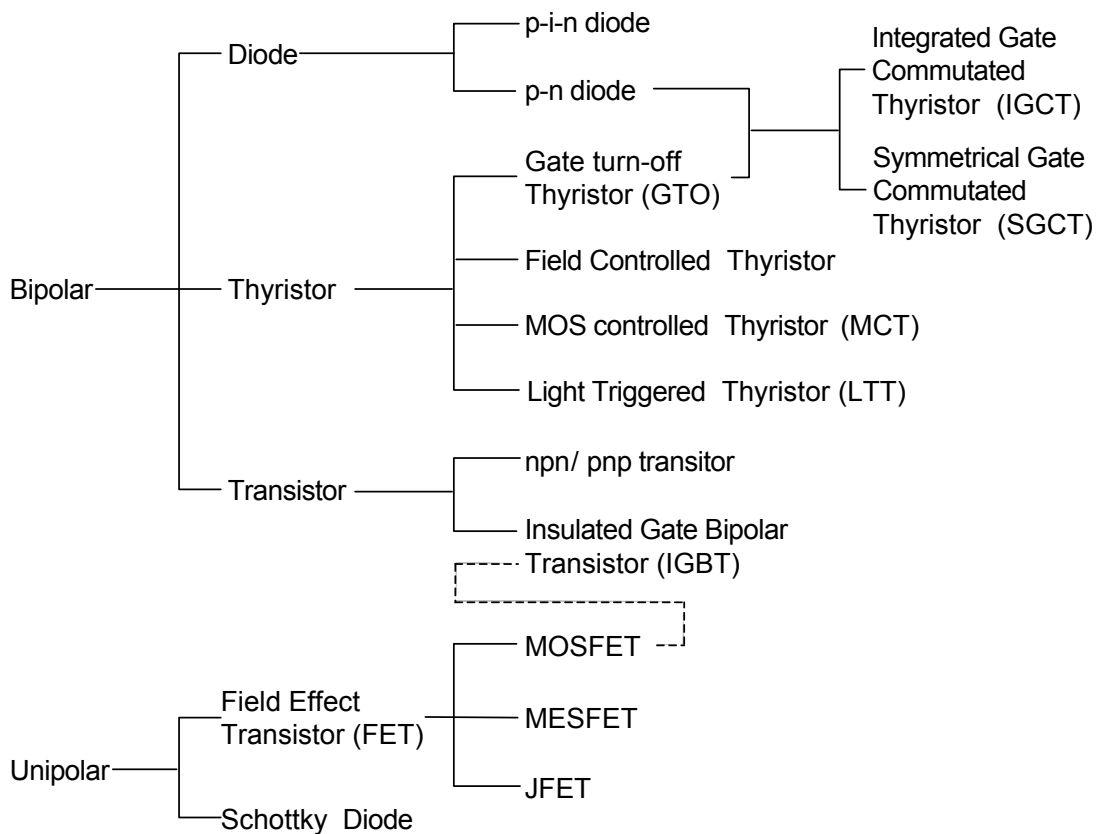 p-i-n diode
Diode
p-n diode
Integrated Gate
Commutated
Thyristor (IGCT)
Symmetrical Gate
Commutated
Thyristor (SGCT)
Gate turn-off
Thyristor (GTO)
Field Controlled Thyristor
Bipolar
Thyristor
MOS controlled Thyristor (MCT)
Light Triggered Thyristor (LTT)
npn/ pnp transitor
Transistor
Insulated Gate Bipolar
Transistor (IGBT)
MOSFET
Field Effect
Transistor (FET)
MESFET
Unipolar
JFET
Schottky Diode